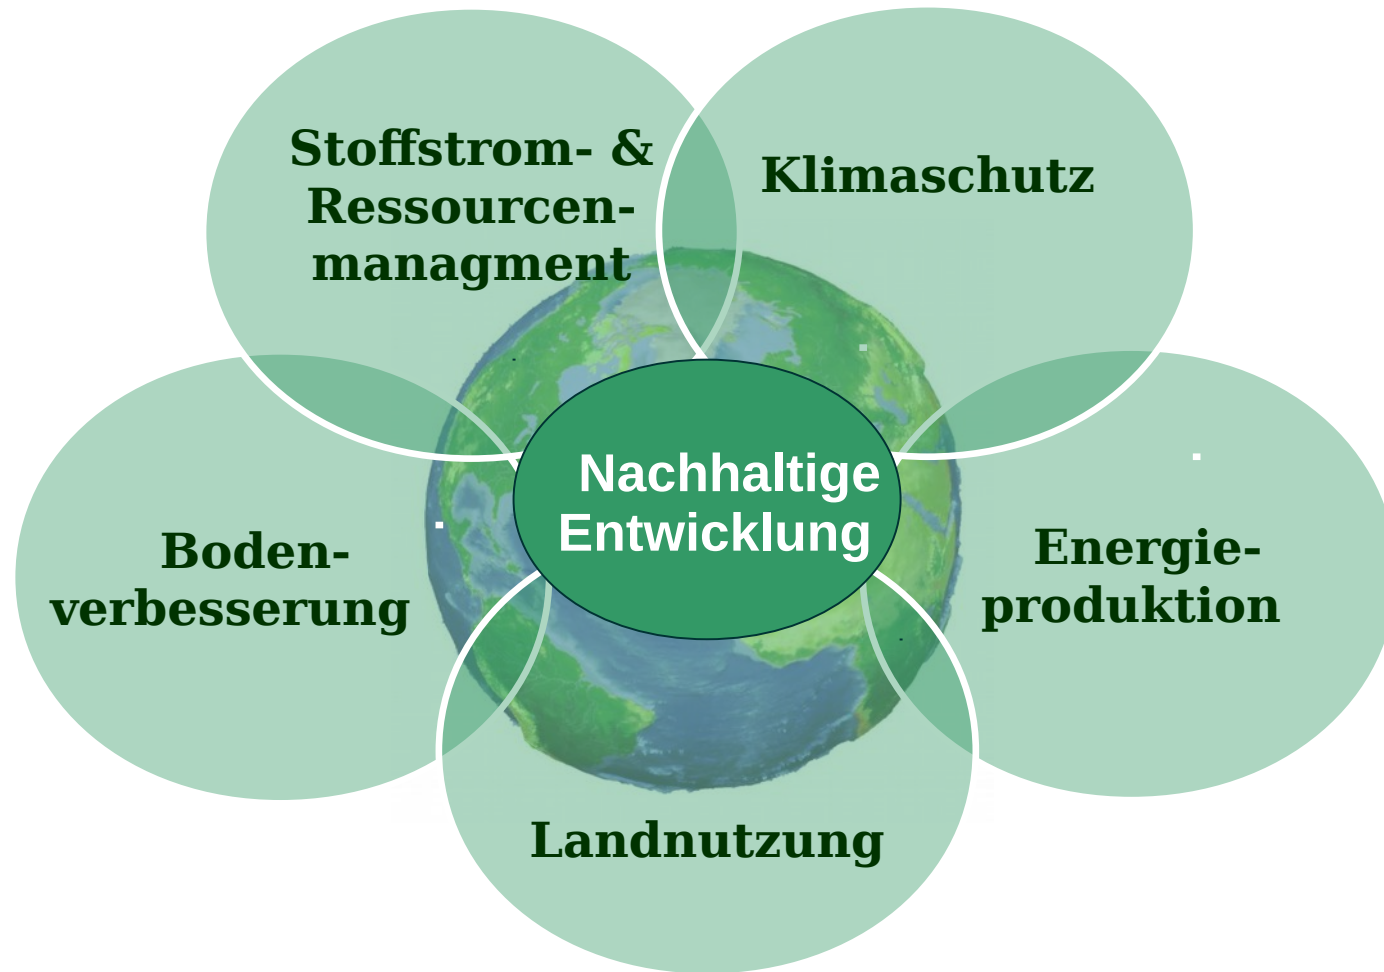 Stoffstrom- &
Ressourcen-
managment
Klimaschutz
Nachhaltige
Entwicklung
Boden-
verbesserung
Energie-
produktion
Landnutzung